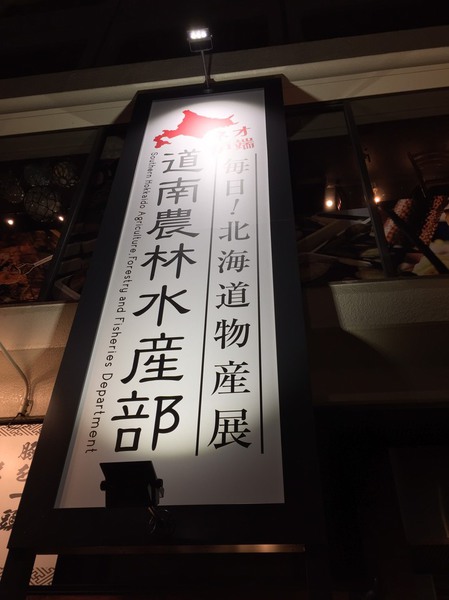 毎日!北海道物産展
道南農林水産部
Southern Hokkaido Agriculture, Forestry and Fisheries Department